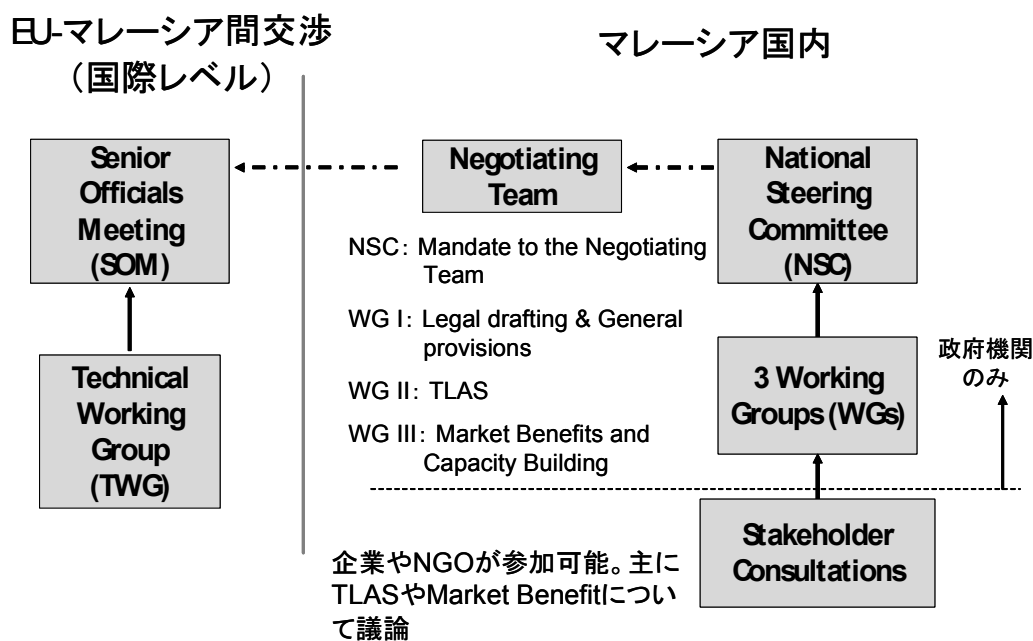 EU-マレーシア間交渉
（国際レベル）
マレーシア国内
Senior
Officials
Meeting
(SOM)
Technical
Working
Group
(TWG)
Negotiating
Team
National
Steering
Committee
(NSC)
NSC: Mandate to the Negotiating
Team
WG I: Legal drafting & General
provisions
WG II: TLAS
WG III: Market Benefits and
Capacity Building
3 Working
Groups (WGs)
政府機関
のみ
Stakeholder
Consultations
企業やNGOが参加可能。主に
TLASやMarket Benefitについ
て議論